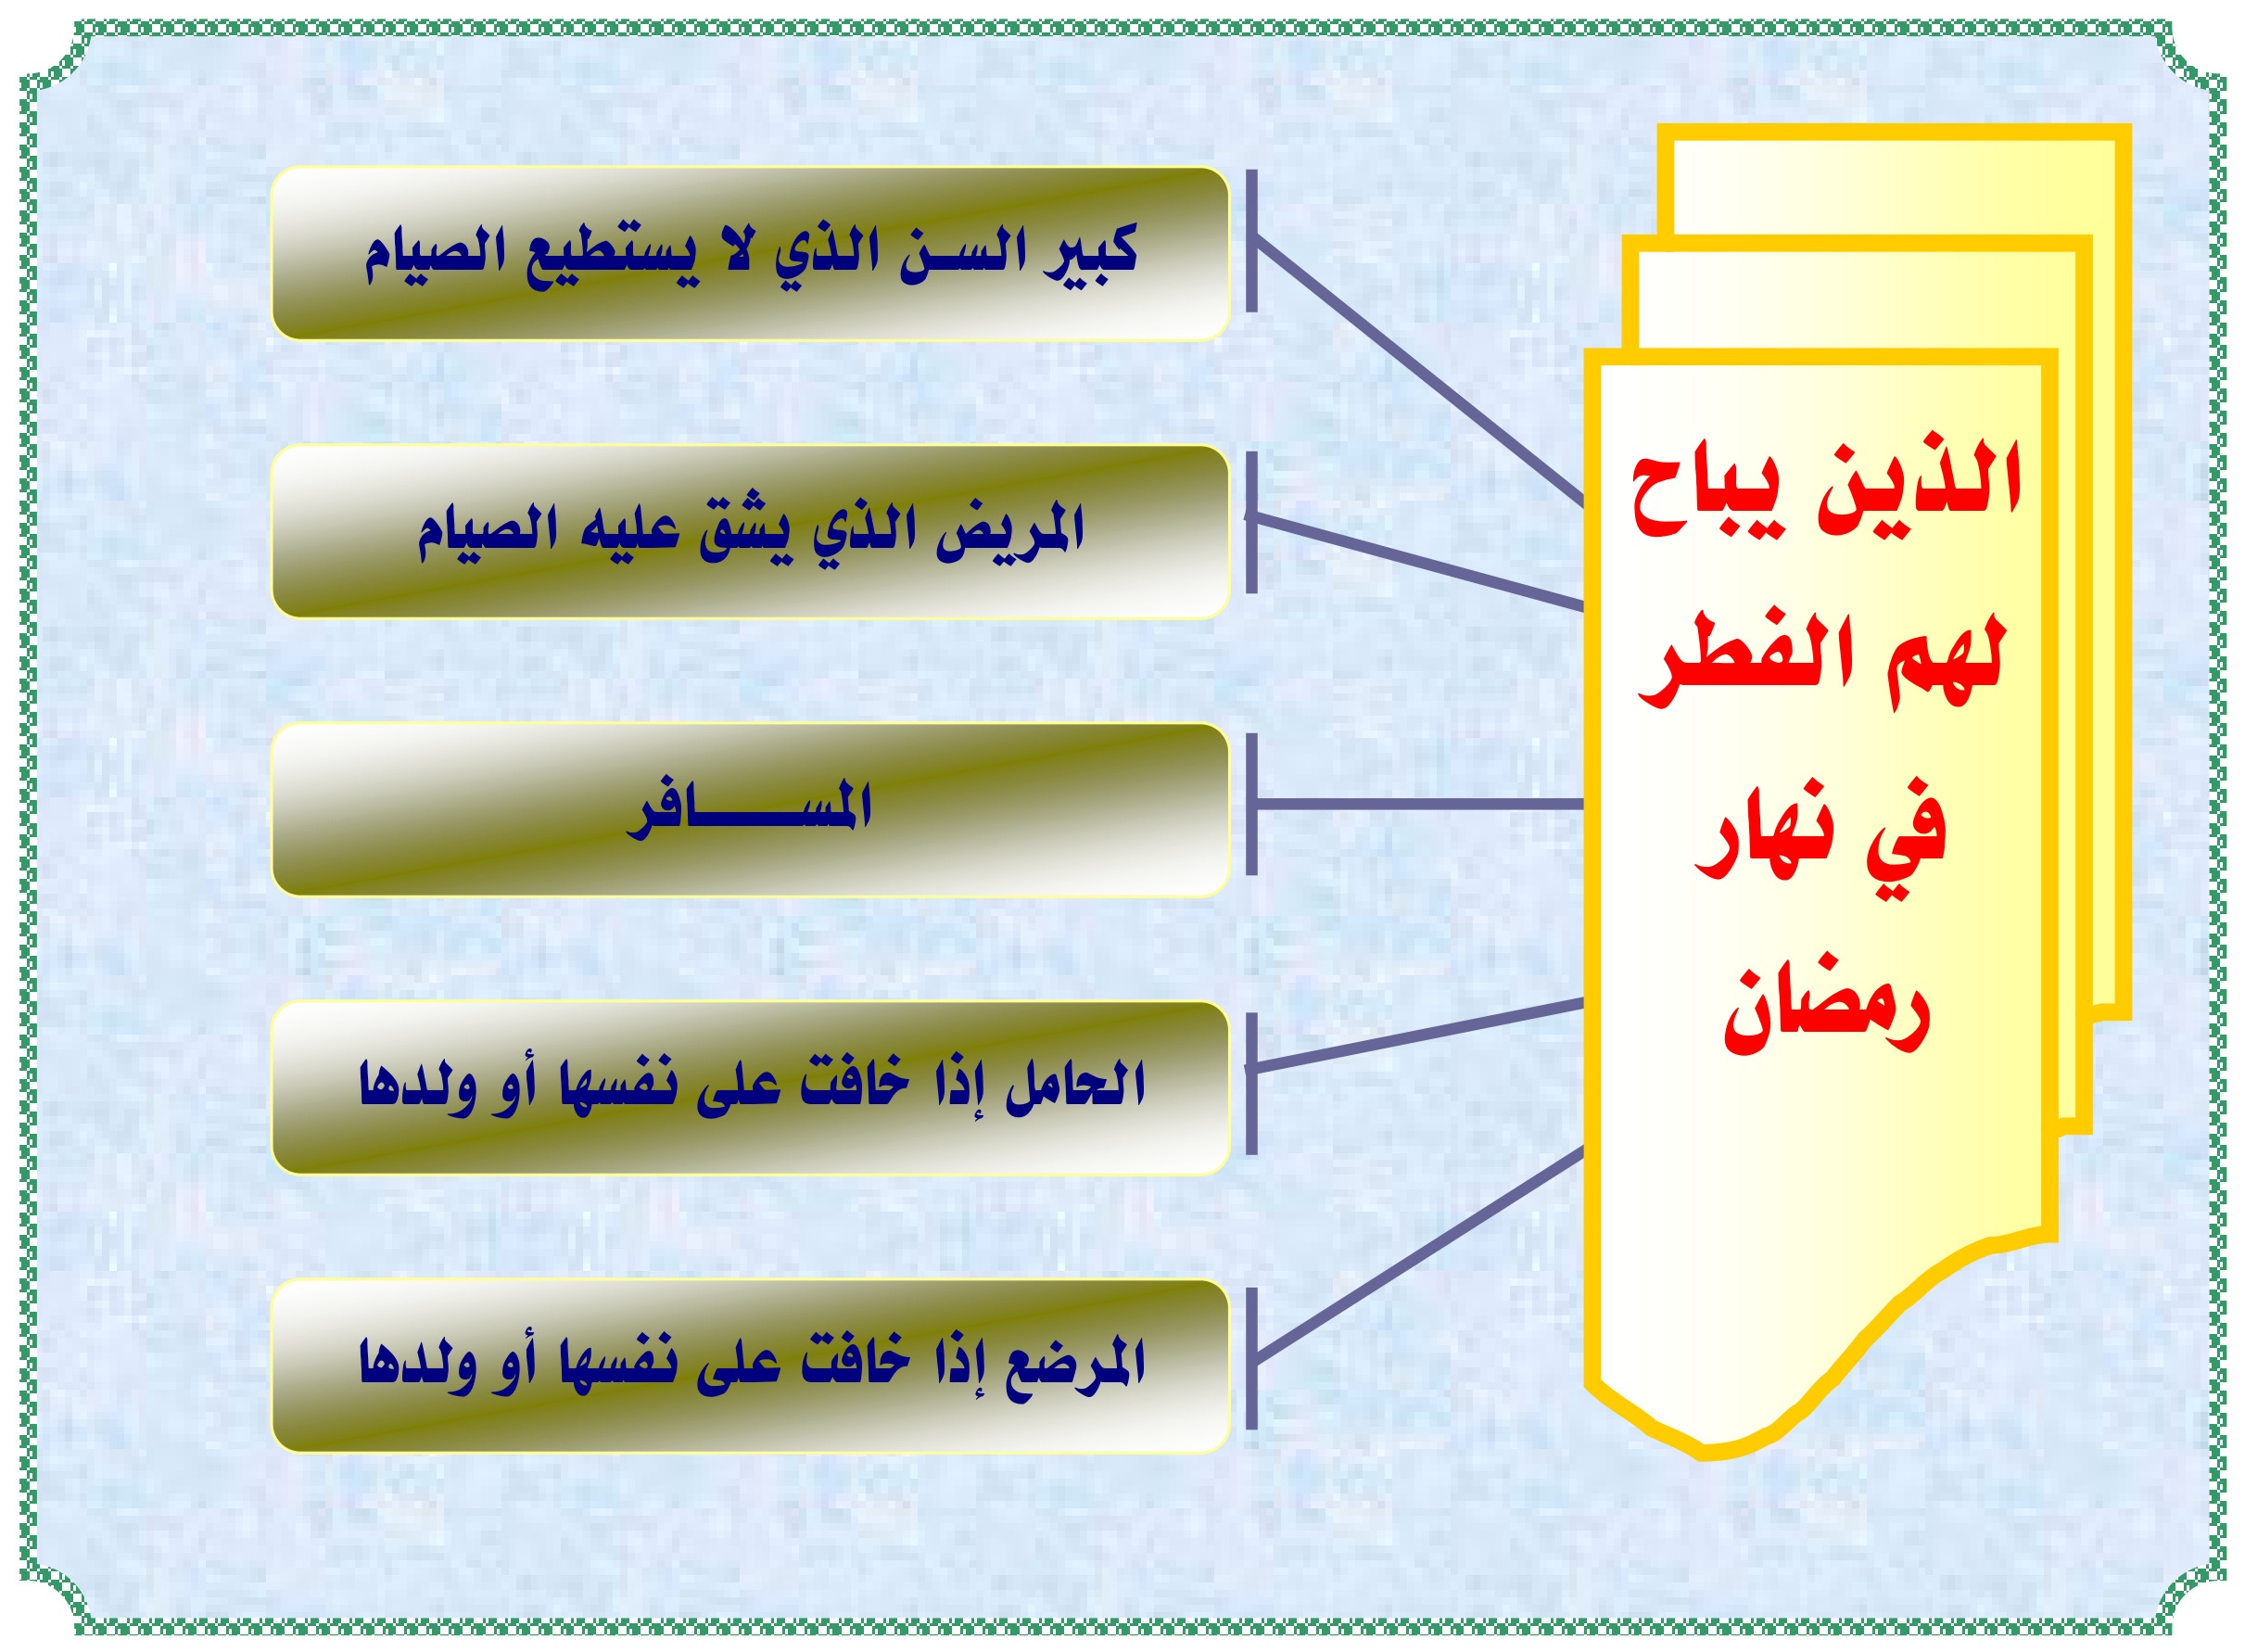 الذين يباح
لهم الفطر
في نهار
رمضان
كبير السن الذي لا يستطيع الصيام
المريض الذي يشق عليه الصيام
المســـــافر
الحامل إذا خافت على نفسها أو ولدها
المرضع إذا خافت على نفسها أو ولدها